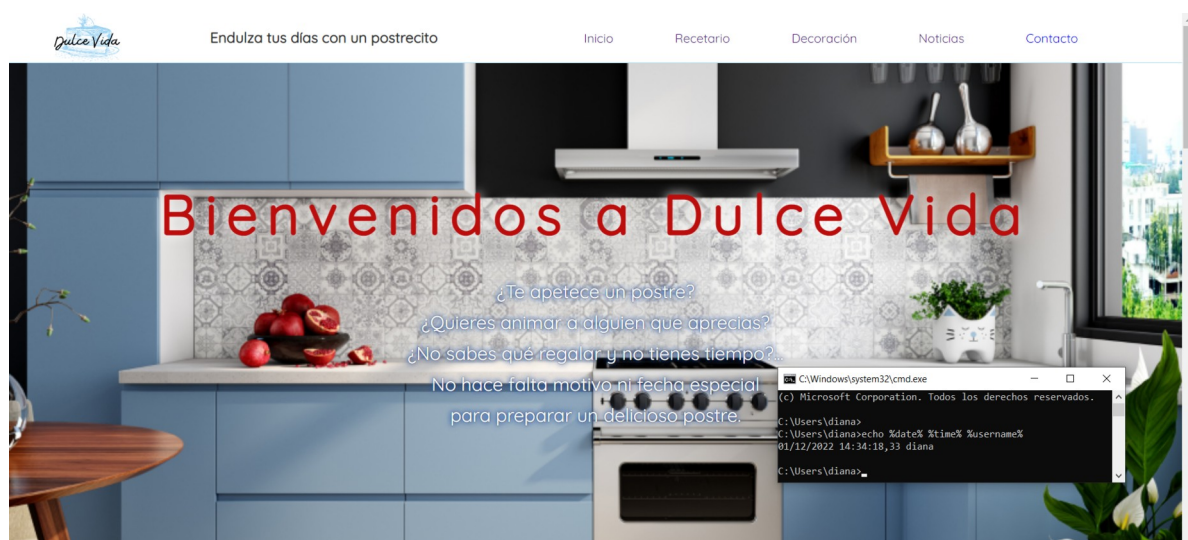 Dulce Vida
Endulza tus días con un postrecito
Inicio
Recetario
Decoración
Noticias
Contacto
Bienvenidos a Dulce Vida
¿Te apetece un postre?
¿Quieres animar a alguien que aprecias?
¿No sabes qué regalar y no tienes tiempo?...
No hace falta motivo ni fecha especial
para preparar un delicioso postre.
C:\Windows\system32\cmd.exe
(c) Microsoft Corporation. Todos los derechos reservados.
C:\Users\diana>
C:\Users\diana>echo %date% %time% %username%
01/12/2022 14:34:18,33 diana
C:\Users\diana>